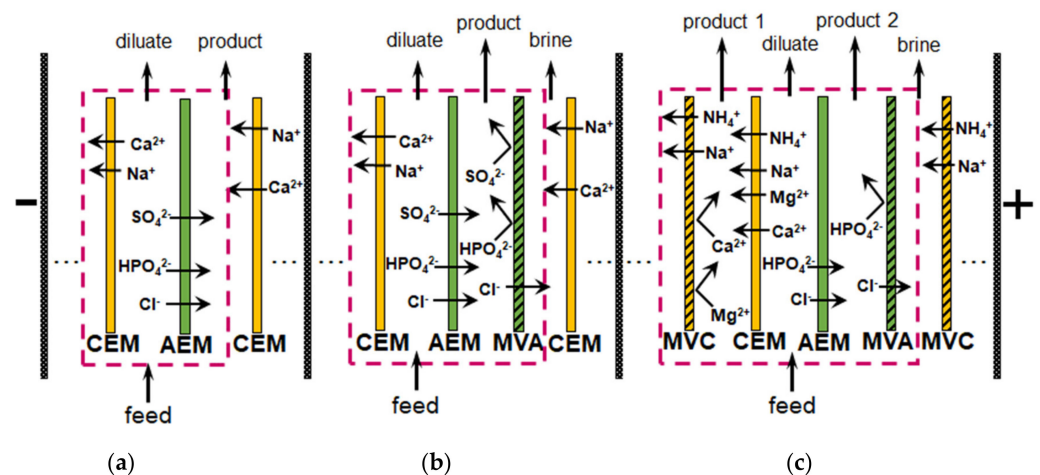 product 1
product 2
diluate
product
diluate
product
brine
diluate
brine
Na⁺
Ca²⁺
Na⁺
SO₄²⁻
HPO₄²⁻
Cl⁻
Ca²⁺
Ca²⁺
Na⁺
SO₄²⁻
HPO₄²⁻
Cl⁻
SO₄²⁻
HPO₄²⁻
Cl⁻
Na⁺
Ca²⁺
NH₄⁺
Na⁺
Ca²⁺
Mg²⁺
NH₄⁺
Na⁺
Mg²⁺
Ca²⁺
HPO₄²⁻
Cl⁻
HPO₄²⁻
Cl⁻
NH₄⁺
Na⁺
-
+
.... ..... ..... ....
CEM AEM CEM
CEM AEM MVA CEM
MVC CEM AEM MVA MVC
feed
feed
feed
(a)
(b)
(c)